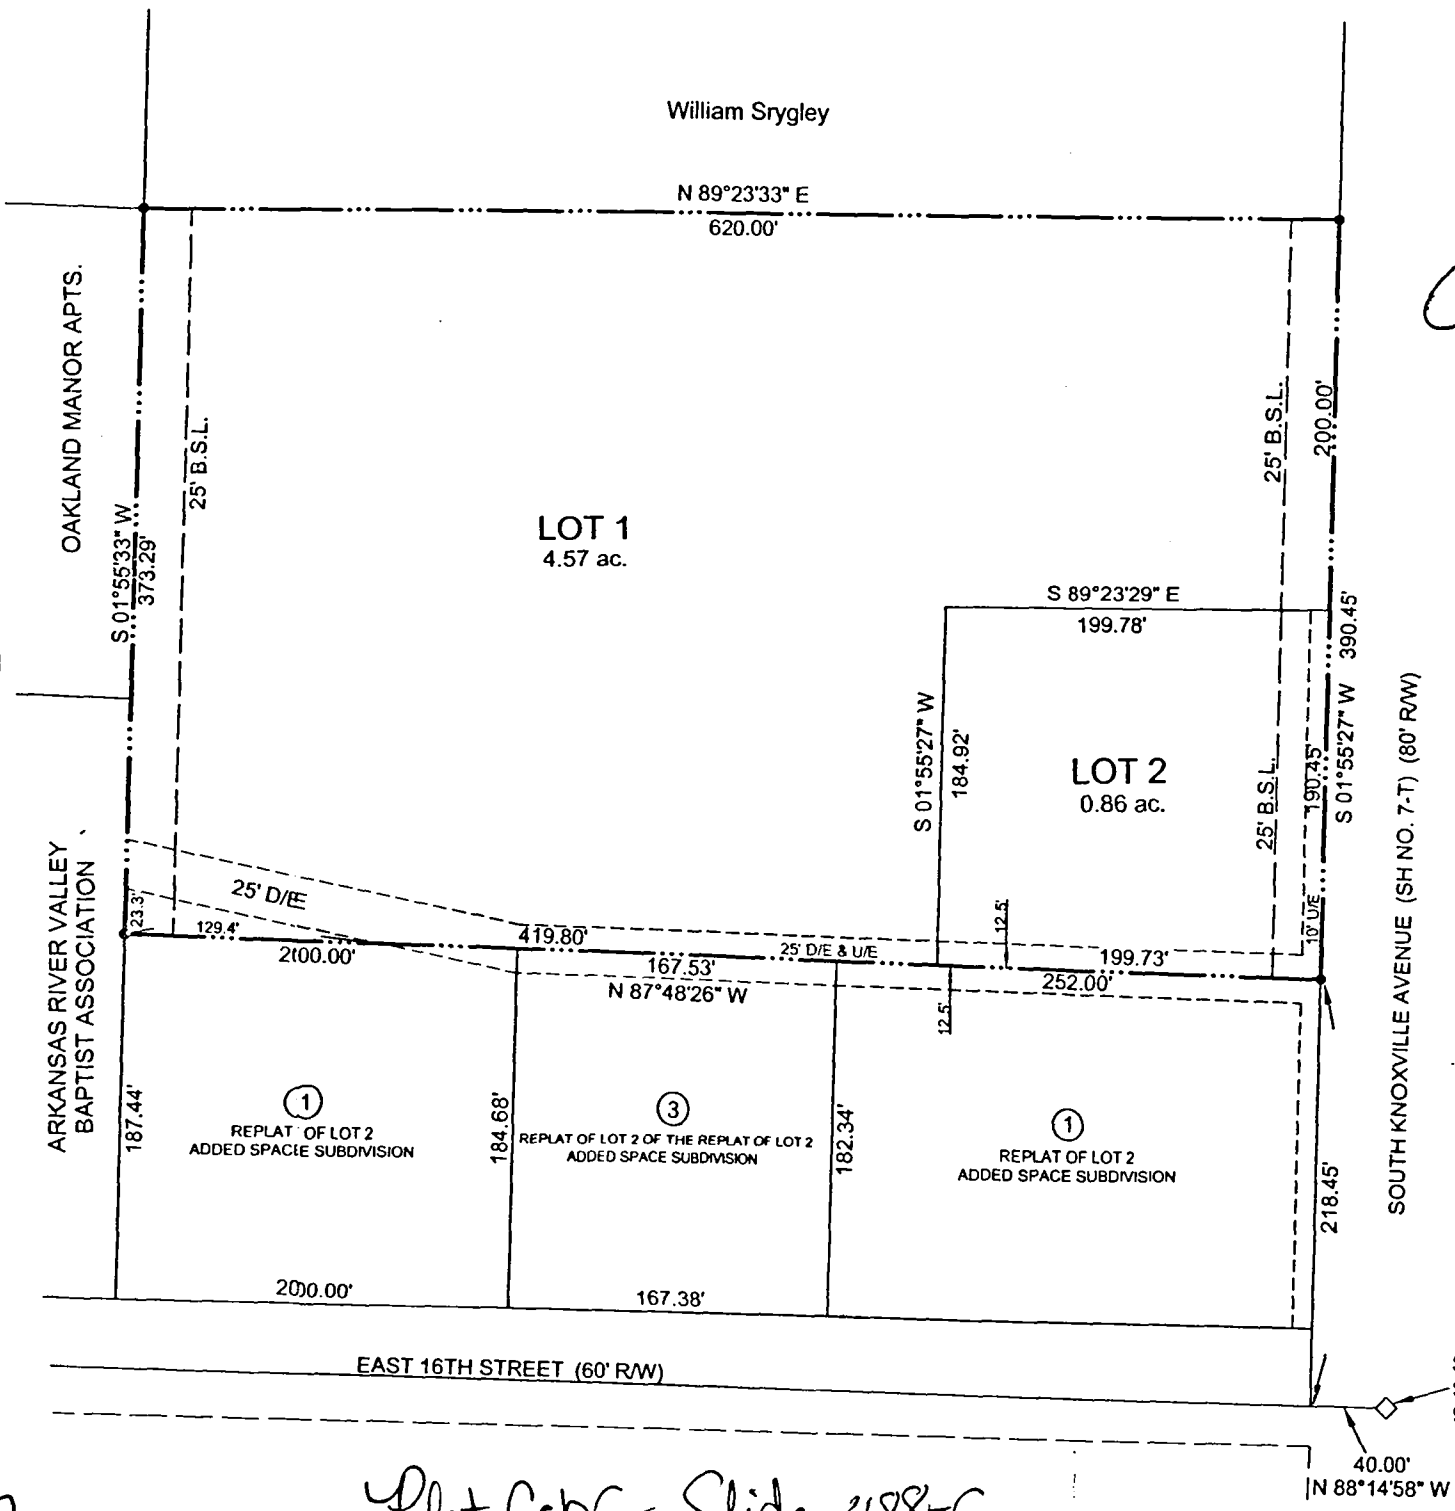 William Srygley
N 89°23'33" E
620.00'
OAKLAND MANOR APTS.
S 01°55'33" W
373.29'
25' B.S.L.
LOT 1
4.57 ac.
25' B.S.L.
200.00'
S 89°23'29" E
199.78'
S 01°55'27" W
184.92'
LOT 2
0.86 ac.
25' B.S.L.
190.45'
S 01°55'27" W 390.45'
SOUTH KNOXVILLE AVENUE (SH NO. 7-T) (80' R/W)
ARKANSAS RIVER VALLEY
BAPTIST ASSOCIATION
25' D/E
23.3'
129.4'
200.00'
419.80'
167.53'
N 87°48'26" W
25' D/E & U/E
12.5'
12.5'
199.73'
252.00'
10' U/E
187.44'
1
REPLAT OF LOT 2
ADDED SPACE SUBDIVISION
184.68'
3
REPLAT OF LOT 2 OF THE REPLAT OF LOT 2
ADDED SPACE SUBDIVISION
182.34'
1
REPLAT OF LOT 2
ADDED SPACE SUBDIVISION
218.45'
200.00'
167.38'
EAST 16TH STREET (60' R/W)
40.00'
N 88°14'58" W
Plat Cab C - Slide